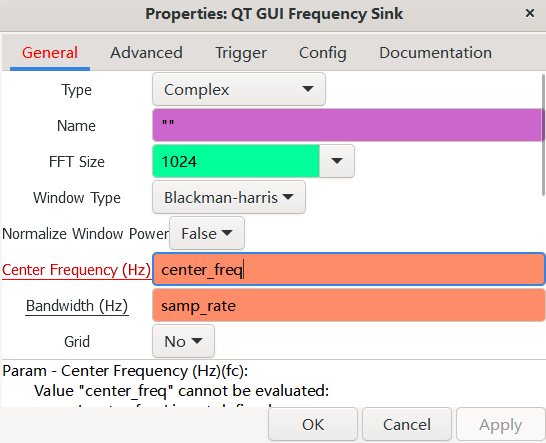 Properties: QT GUI Frequency Sink
General Advanced Trigger Config Documentation
Type Complex
Name ""
FFT Size 1024
Window Type Blackman-harris
Normalize Window Power False
Center Frequency (Hz) center_freq
Bandwidth (Hz) samp_rate
Grid No
Param - Center Frequency (Hz)(fc):
Value "center_freq" cannot be evaluated:
OK Cancel Apply